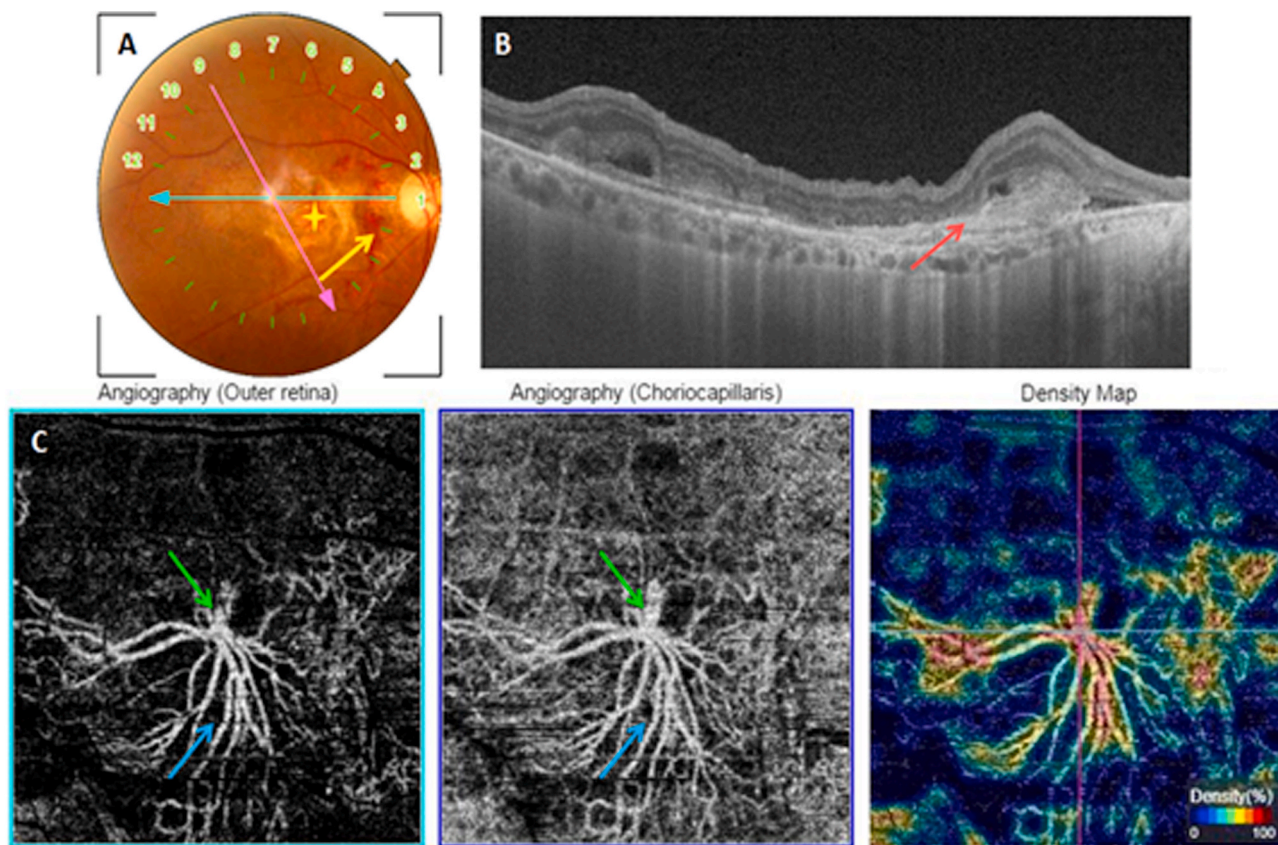 A
9
8
7
6
5
4
3
2
1
10
11
12
B
Angiography (Outer retina)
Angiography (Choriocapillaris)
Density Map
C
Density(%)
0
100